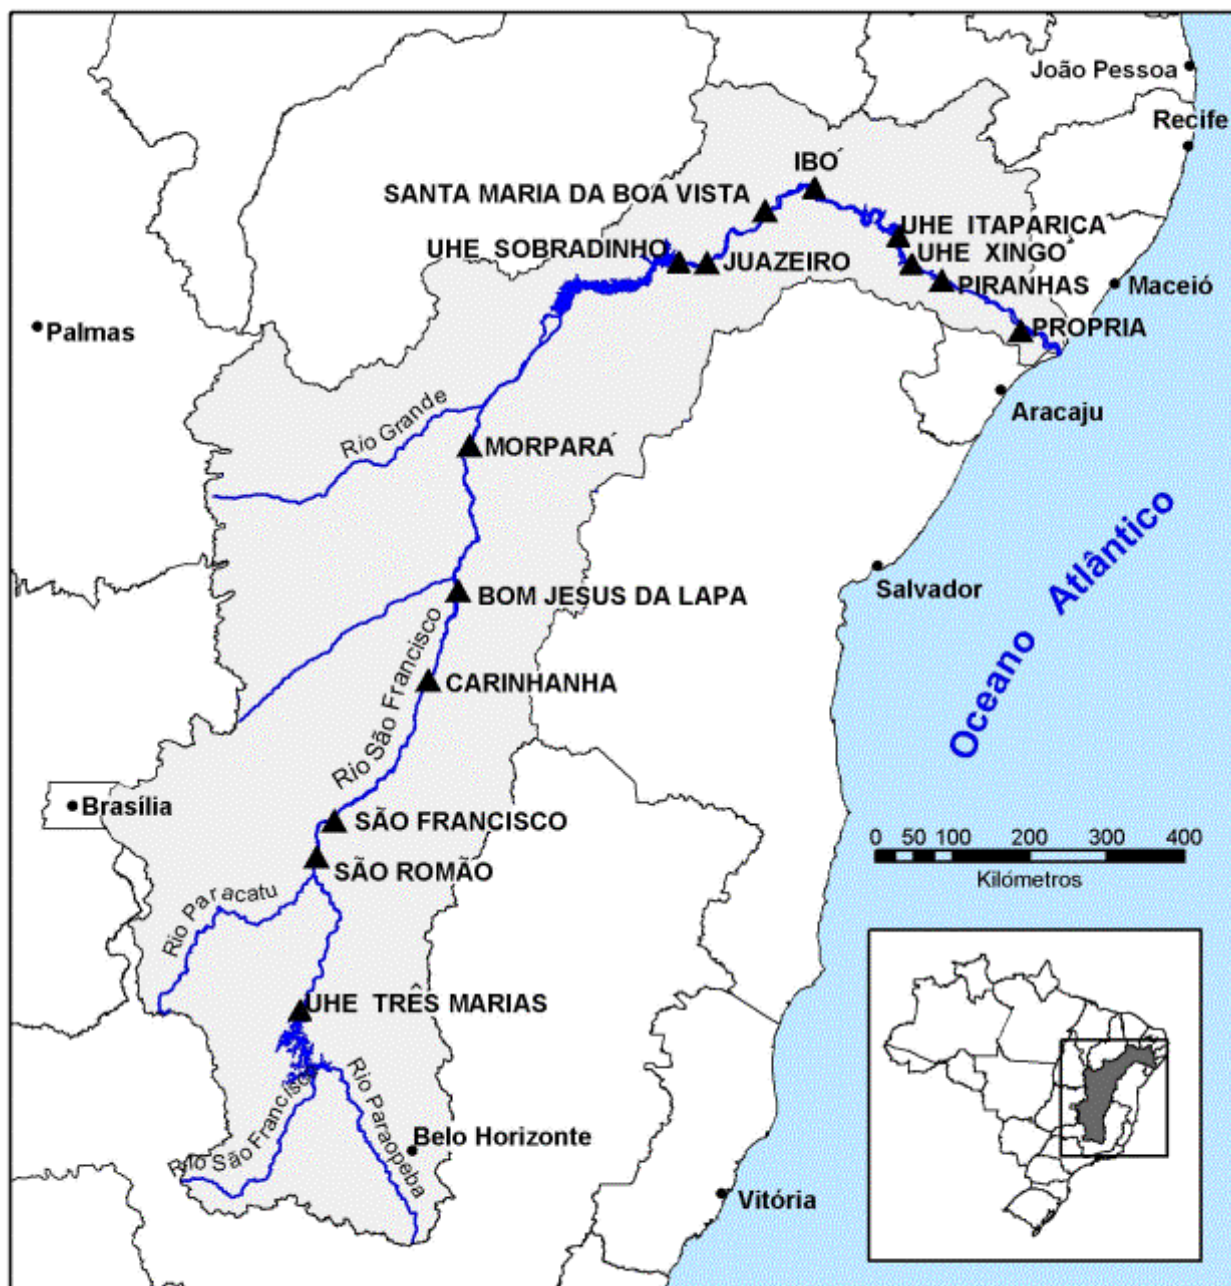 João Pessoa
Recife
IBO´
SANTA MARIA DA BOA VISTA
UHE ITAPARICA
UHE SOBRADINHO
UHE XINGO´
JUAZEIRO
PIRANHAS
Maceió
Palmas
PROPRIA
Aracaju
Rio Grande
MORPARA´
Oceano Atlântico
Salvador
BOM JESUS DA LAPA
Rio São Francisco
CARINHANHA
Brasília
SÃO FRANCISCO
0 50 100 200 300 400
Kilómetros
SÃO ROMÃO
Rio Paracatu
UHE TRÊS MARIAS
Rio São Francisco
Rio Paraopeba
Belo Horizonte
Vitória